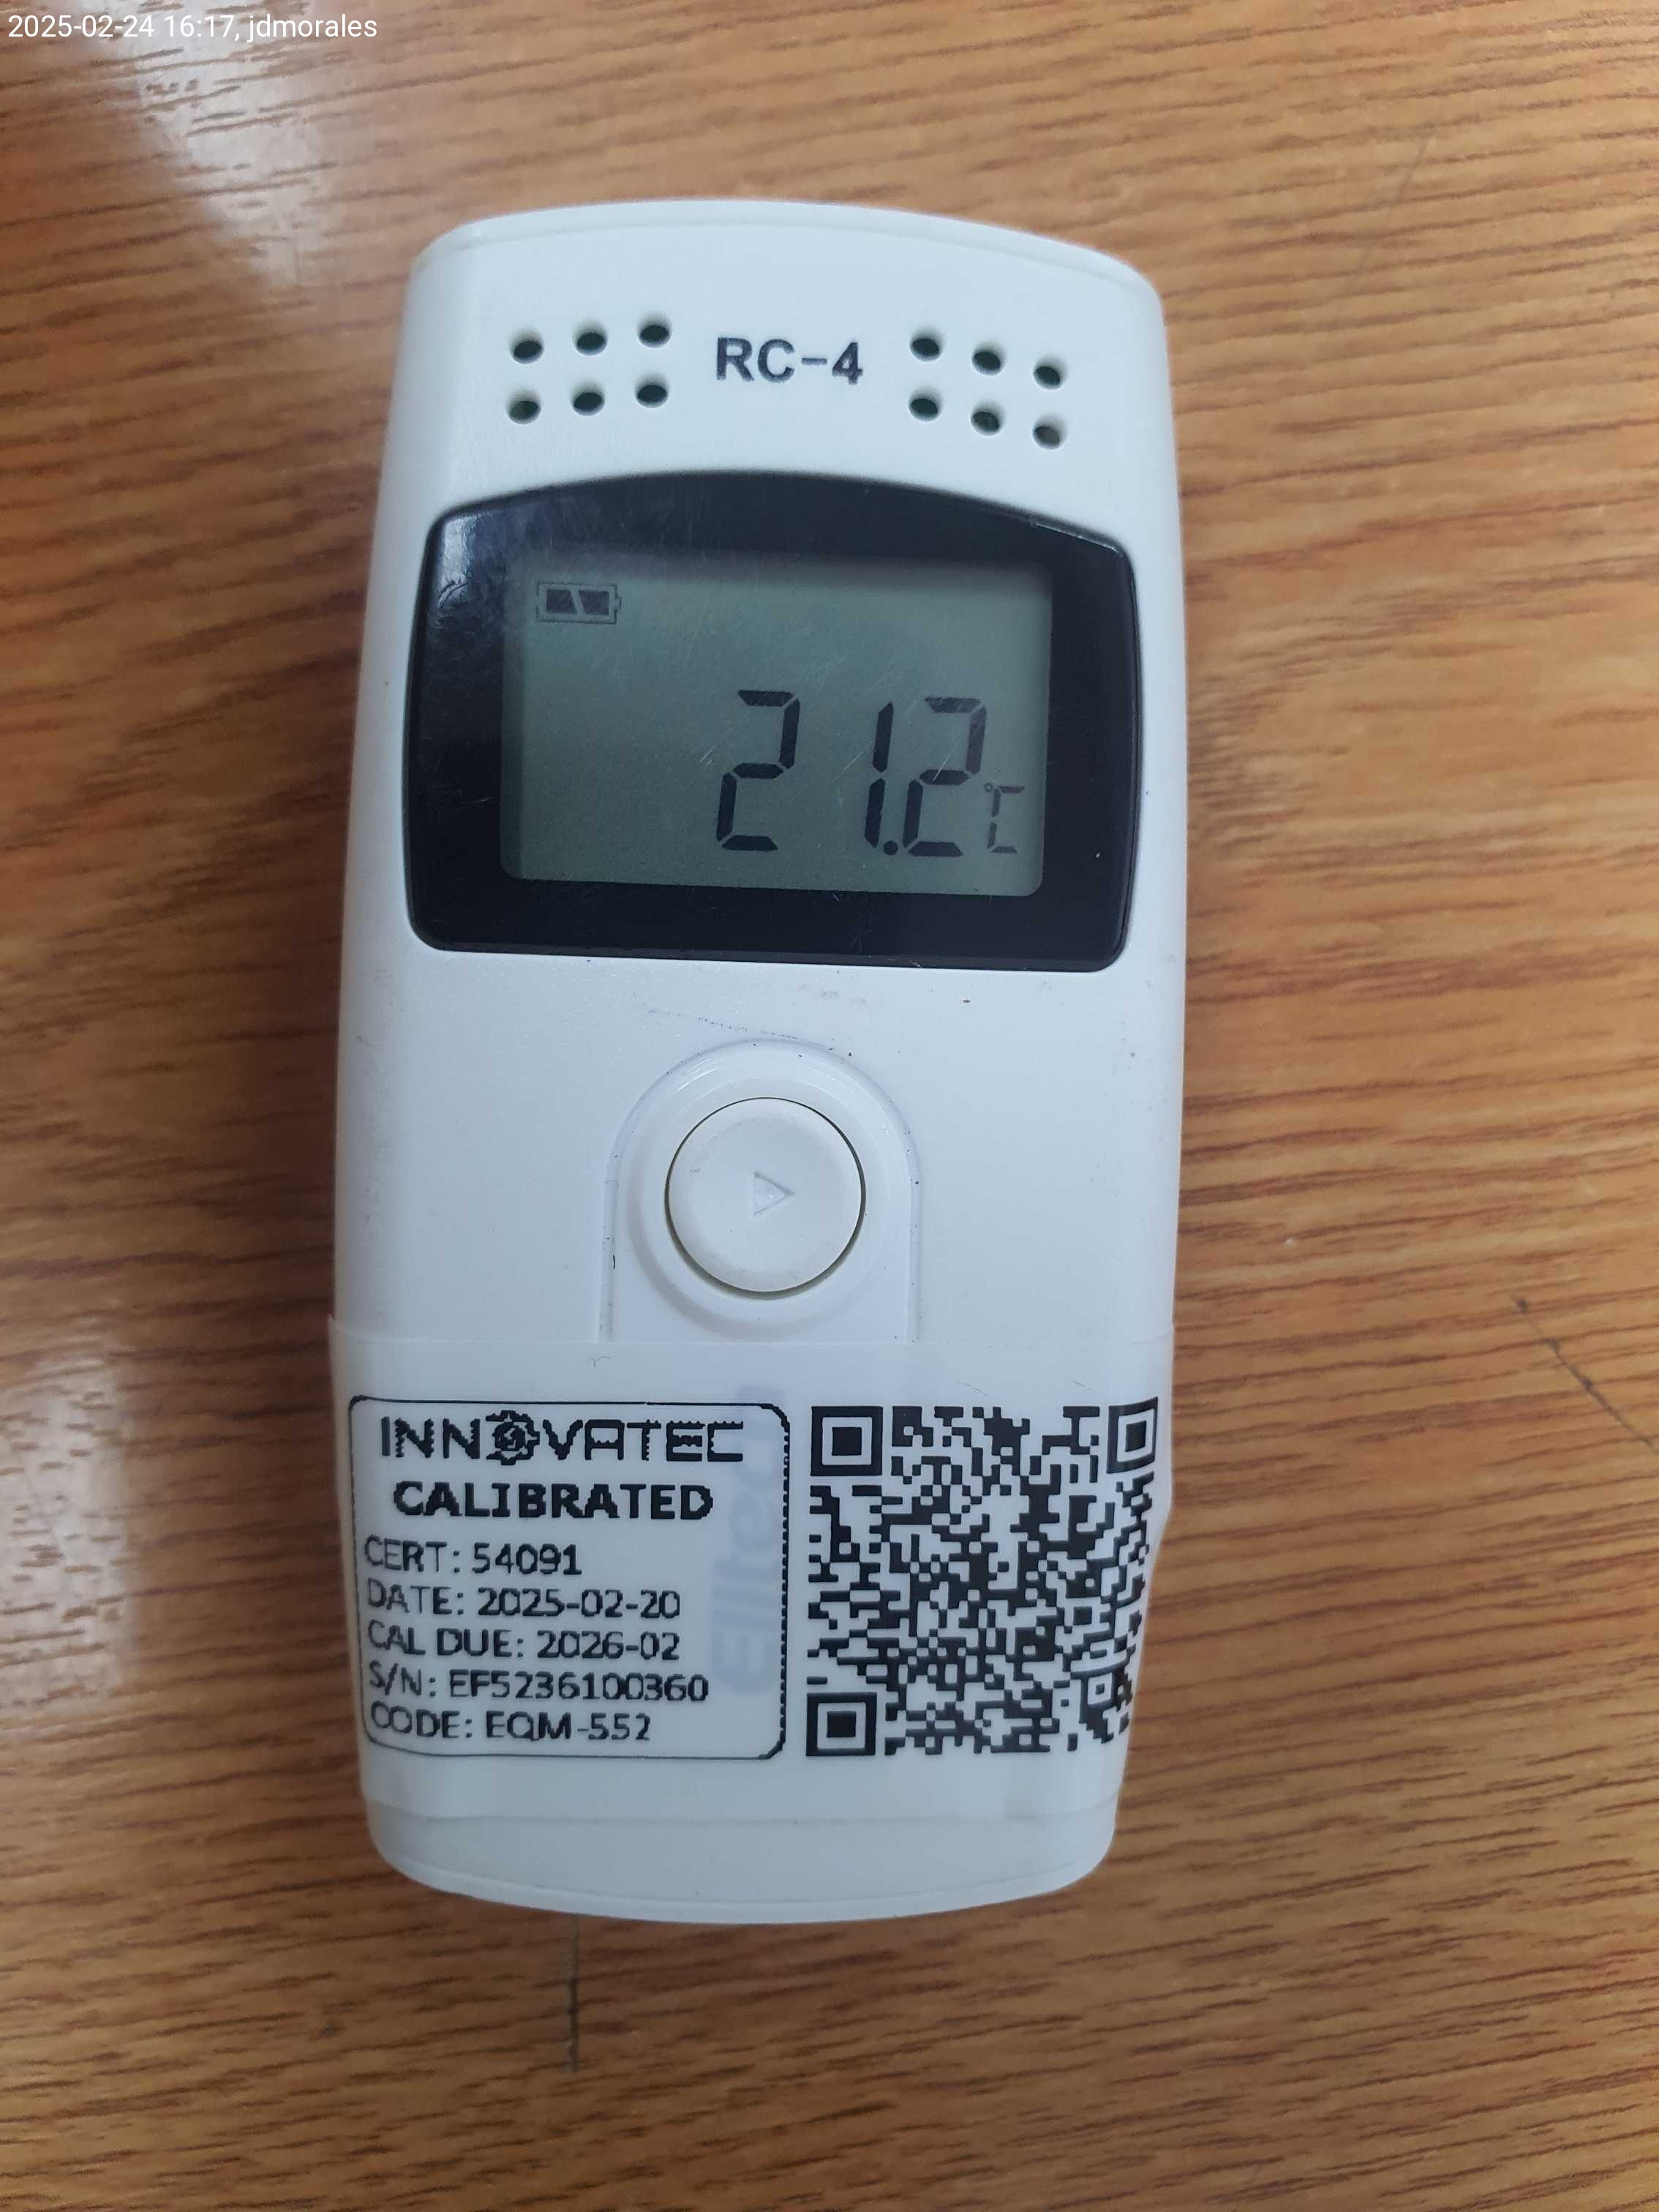 2025-02-24 16:17, jdmorales
RC-4
21.2℃
INNOVATEC
CALIBRATED
CERT: 54091
DATE: 2025-02-20
CAL DUE: 2026-02
S/N: EF5236100360
CODE: EQM-552
Elitech